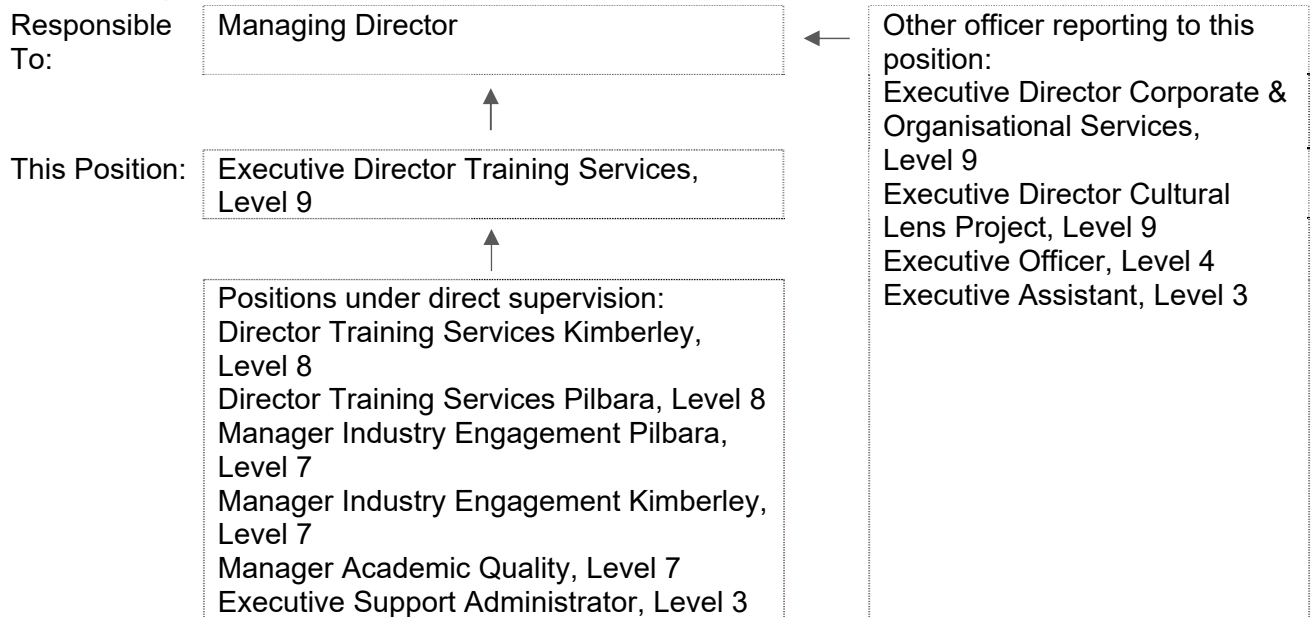 Responsible
To:
Managing Director
Other officer reporting to this
position:
Executive Director Corporate &
Organisational Services,
Level 9
Executive Director Cultural
Lens Project, Level 9
Executive Officer, Level 4
Executive Assistant, Level 3
This Position:
Executive Director Training Services,
Level 9
Positions under direct supervision:
Director Training Services Kimberley,
Level 8
Director Training Services Pilbara, Level 8
Manager Industry Engagement Pilbara,
Level 7
Manager Industry Engagement Kimberley,
Level 7
Manager Academic Quality, Level 7
Executive Support Administrator, Level 3